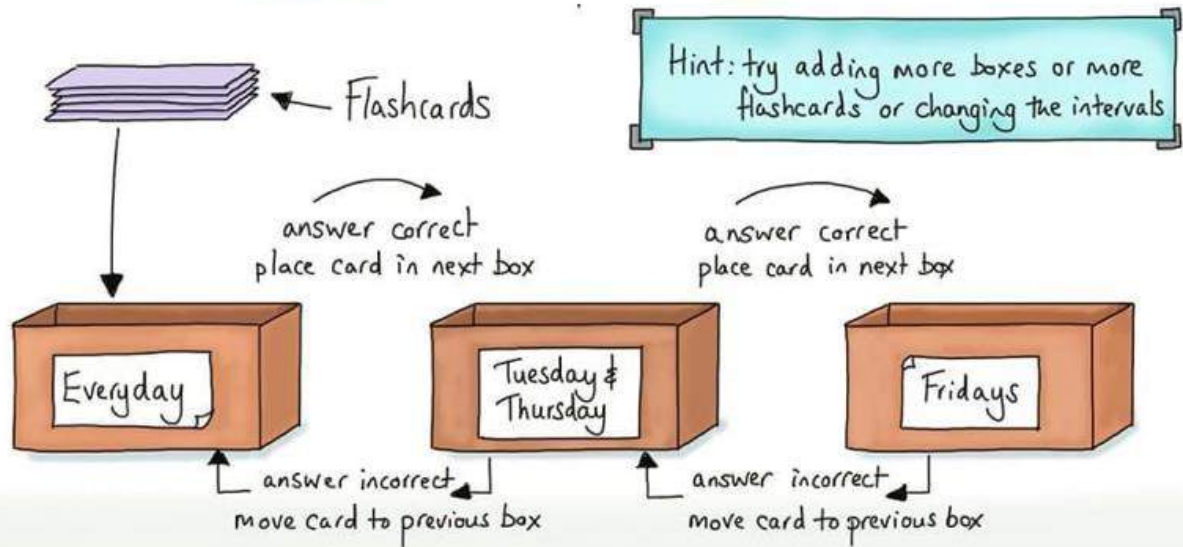 Flashcards
Hint: try adding more boxes or more
flashcards or changing the intervals
answer correct
place card in next box
answer correct
place card in next box
Everyday
Tuesday &
Thursday
Fridays
answer incorrect
move card to previous box
answer incorrect
move card to previous box